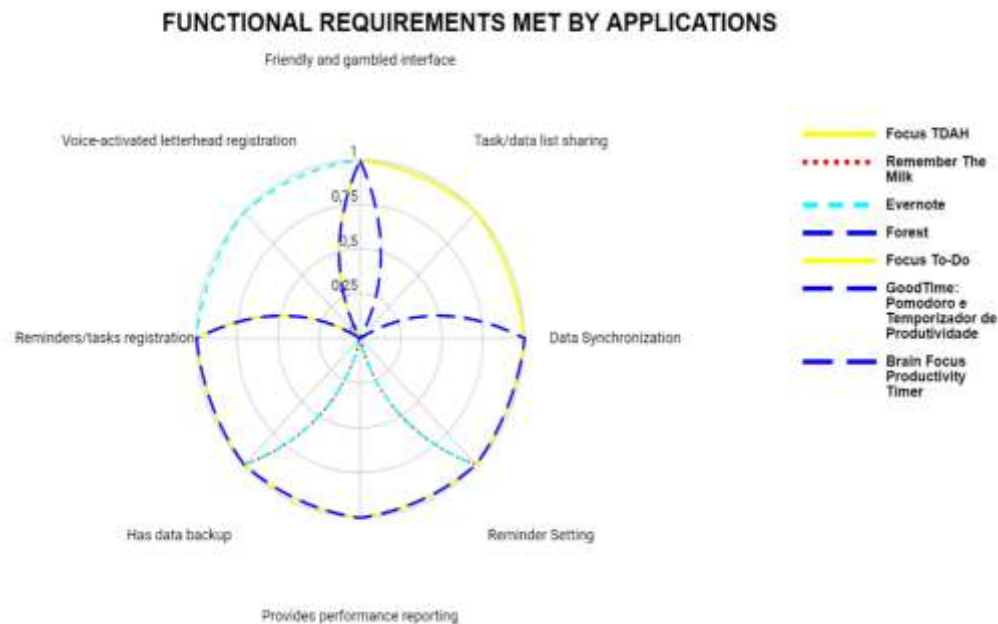 FUNCTIONAL REQUIREMENTS MET BY APPLICATIONS
Friendly and gambled interface
Voice-activated letterhead registration
Task/data list sharing
1
0,75
0,5
0,25
Reminders/tasks registration
Data Synchronization
Has data backup
Reminder Setting
Provides performance reporting
Focus TDAH
Remember The
Milk
Evernote
Forest
Focus To-Do
GoodTime:
Pomodoro e
Temporizador de
Produtividade
Brain Focus
Productivity
Timer